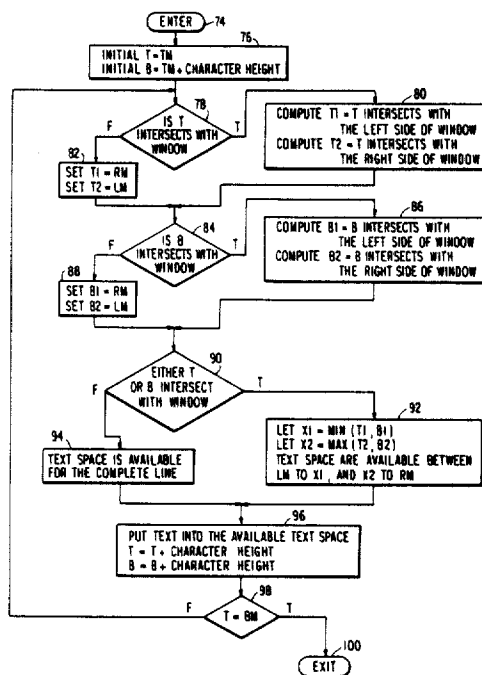 ENTER
74
76
INITIAL T=TM
INITIAL B=TM+CHARACTER HEIGHT
78
F
IS T
INTERSECTS WITH
WINDOW
T
80
COMPUTE T1=T INTERSECTS WITH
THE LEFT SIDE OF WINDOW
COMPUTE T2=T INTERSECTS WITH
THE RIGHT SIDE OF WINDOW
82
SET T1=RM
SET T2=LM
84
F
IS B
INTERSECTS WITH
WINDOW
T
86
COMPUTE B1=B INTERSECTS WITH
THE LEFT SIDE OF WINDOW
COMPUTE B2=B INTERSECTS WITH
THE RIGHT SIDE OF WINDOW
88
SET B1=RM
SET B2=LM
90
F
EITHER T
OR B INTERSECT
WITH WINDOW
T
92
LET X1=MIN (T1,B1)
LET X2=MAX (T2,B2)
TEXT SPACE ARE AVAILABLE BETWEEN
LM TO X1, AND X2 TO RM
94
TEXT SPACE IS AVAILABLE
FOR THE COMPLETE LINE
96
PUT TEXT INTO THE AVAILABLE TEXT SPACE
T=T+CHARACTER HEIGHT
B=B+CHARACTER HEIGHT
98
F
T=BM
T
100
EXIT